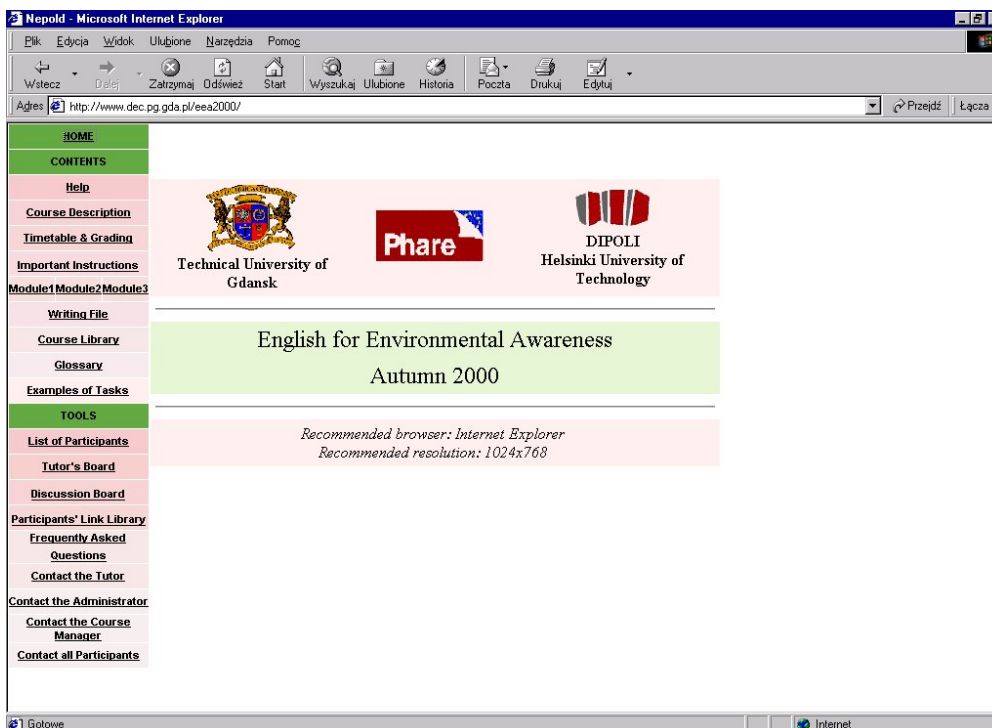 Nepold - Microsoft Internet Explorer
Plik Edycja Widok Ulubione Narzędzia Pomoc
Wstecz Dalej Zatrzymaj Odśwież Start Wyszukaj Ulubione Historia Poczta Drukuj Edytuj
Adres http://www.dec.pg.gda.pl/eea2000/ Przejdź Łącza
HOME
CONTENTS
Help
Course Description
Timetable & Grading
Important Instructions
Module1 Module2 Module3
Writing File
Course Library
Glossary
Examples of Tasks
TOOLS
List of Participants
Tutor's Board
Discussion Board
Participants' Link Library
Frequently Asked
Questions
Contact the Tutor
Contact the Administrator
Contact the Course
Manager
Contact all Participants
Technical University of
Gdansk
Phare
DIPOLI
Helsinki University of
Technology
English for Environmental Awareness
Autumn 2000
Recommended browser: Internet Explorer
Recommended resolution: 1024x768
Gotowe Internet